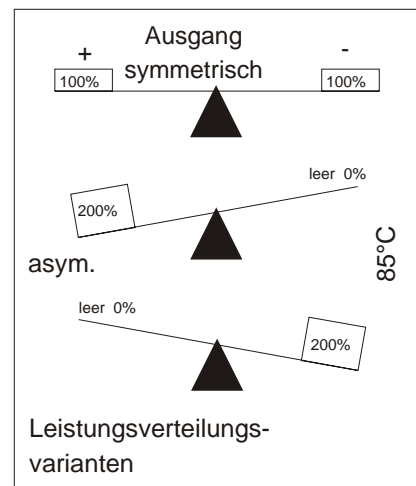 Ausgang
symmetrisch
+ -
100% 100%
leer 0%
200%
asym.
85°C
leer 0%
200%
Leistungsverteilungs-
varianten